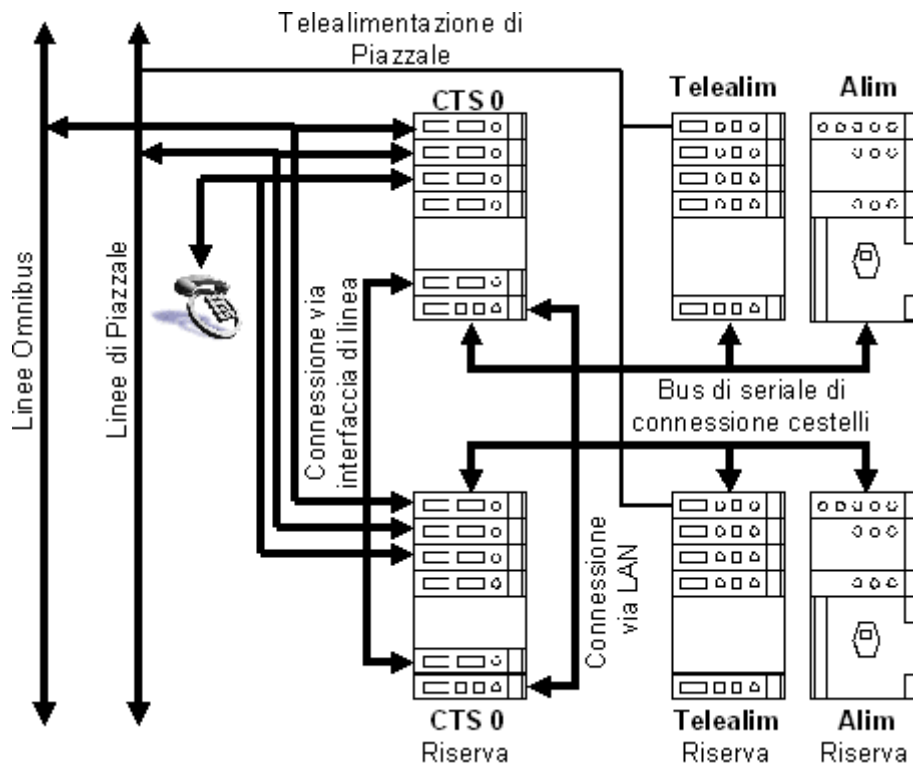 Telealimentazione di
Piazzale
CTS 0
Telealim
Alim
Linee Omnibus
Linee di Piazzale
Connessione via
interfaccia di linea
Bus di seriale di
connessione cestelli
Connessione
via LAN
CTS 0
Riserva
Telealim
Riserva
Alim
Riserva